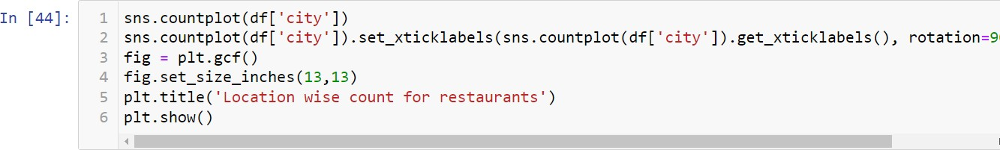 In [44]:
1 sns.countplot(df['city'])
2 sns.countplot(df['city']).set_xticklabels(sns.countplot(df['city']).get_xticklabels(), rotation=9
3 fig = plt.gcf()
4 fig.set_size_inches(13,13)
5 plt.title('Location wise count for restaurants')
6 plt.show()